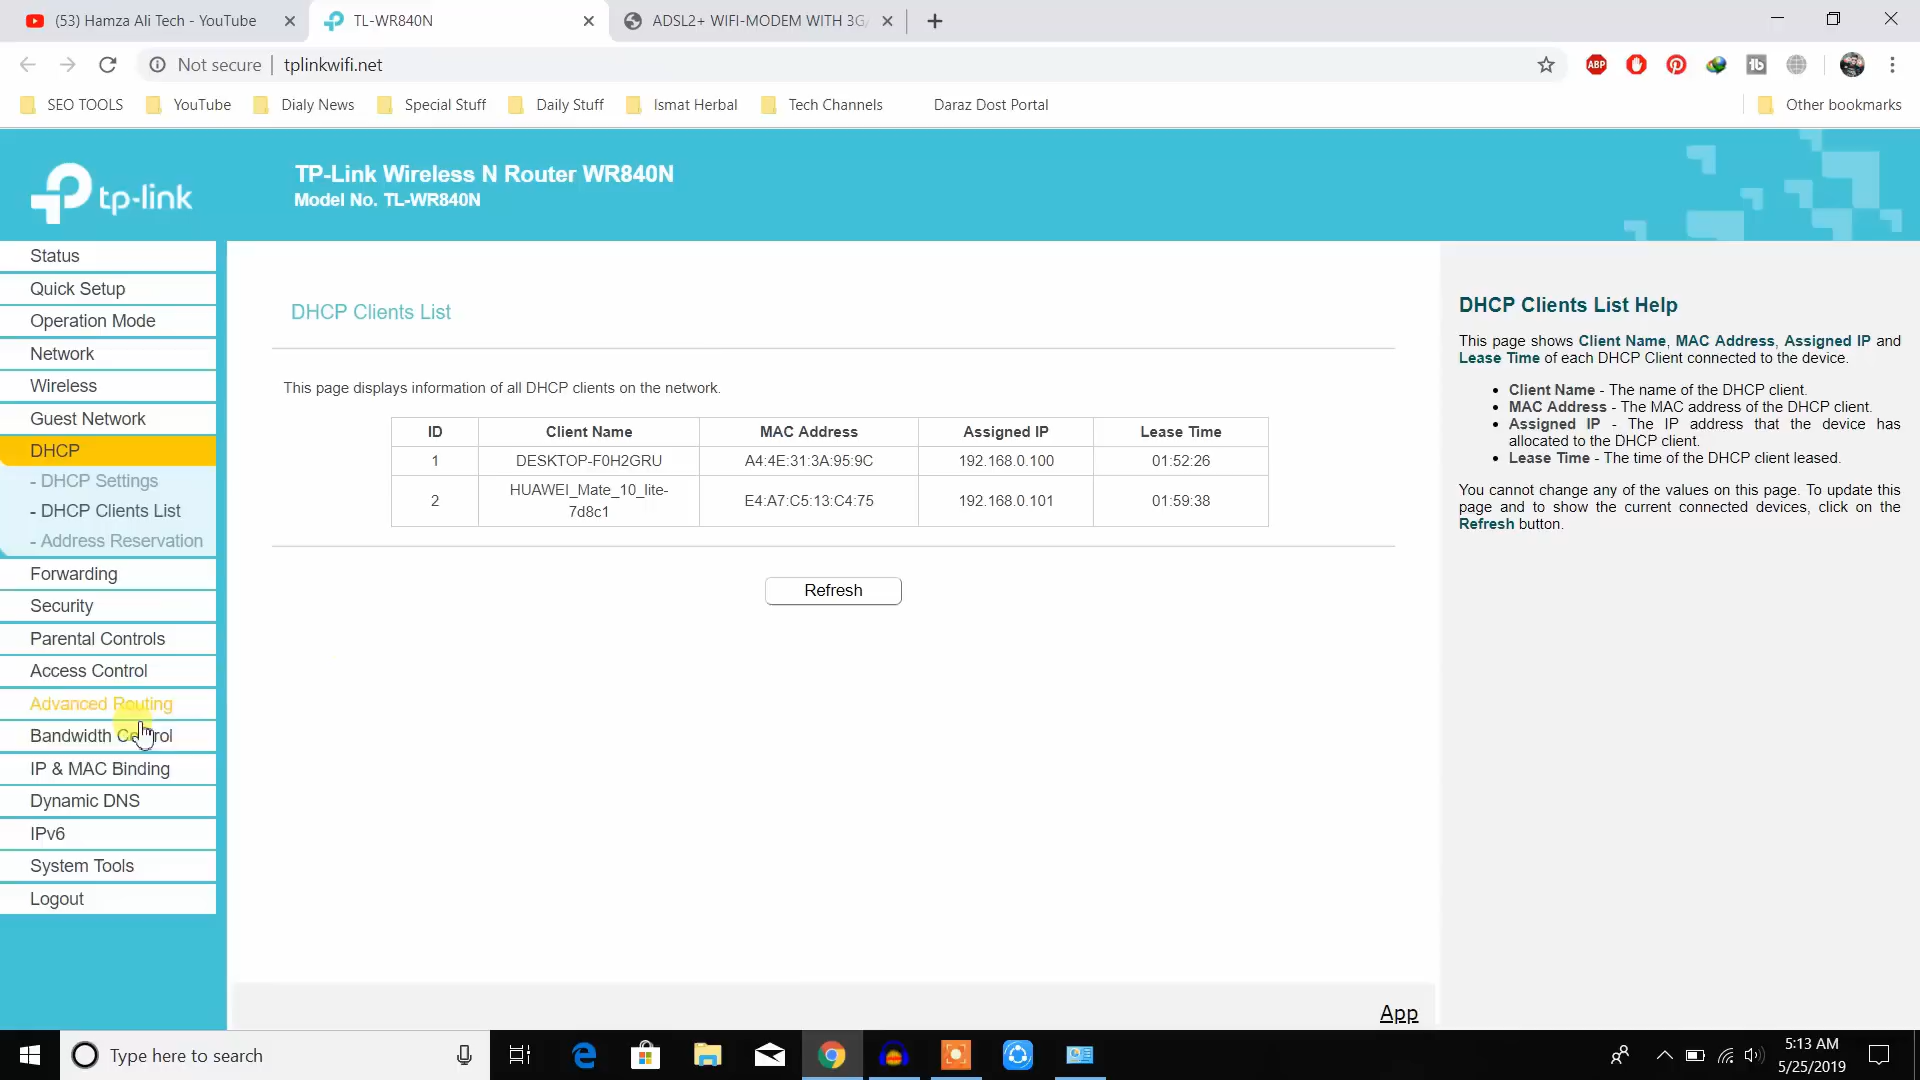 (53) Hamza Ali Tech - YouTube
TL-WR840N
ADSL2+ WIFI-MODEM WITH 3G
Not secure
tplinkwifi.net
ABP
SEO TOOLS
YouTube
Dialy News
Special Stuff
Daily Stuff
Ismat Herbal
Tech Channels
Daraz Dost Portal
Other bookmarks
tp-link
TP-Link Wireless N Router WR840N
Model No. TL-WR840N
Status
Quick Setup
Operation Mode
Network
Wireless
Guest Network
DHCP
- DHCP Settings
- DHCP Clients List
- Address Reservation
Forwarding
Security
Parental Controls
Access Control
Advanced Routing
Bandwidth Control
IP & MAC Binding
Dynamic DNS
IPv6
System Tools
Logout
DHCP Clients List
This page displays information of all DHCP clients on the network.
ID Client Name MAC Address Assigned IP Lease Time
1 DESKTOP-F0H2GRU A4:4E:31:3A:95:9C 192.168.0.100 01:52:26
2 HUAWEI_Mate_10_lite-7d8c1 E4:A7:C5:13:C4:75 192.168.0.101 01:59:38
Refresh
App
DHCP Clients List Help
This page shows Client Name, MAC Address, Assigned IP and
Lease Time of each DHCP Client connected to the device.
• Client Name - The name of the DHCP client.
• MAC Address - The MAC address of the DHCP client.
• Assigned IP - The IP address that the device has
allocated to the DHCP client.
• Lease Time - The time of the DHCP client leased.
You cannot change any of the values on this page. To update this
page and to show the current connected devices, click on the
Refresh button.
Type here to search
5:13 AM
5/25/2019